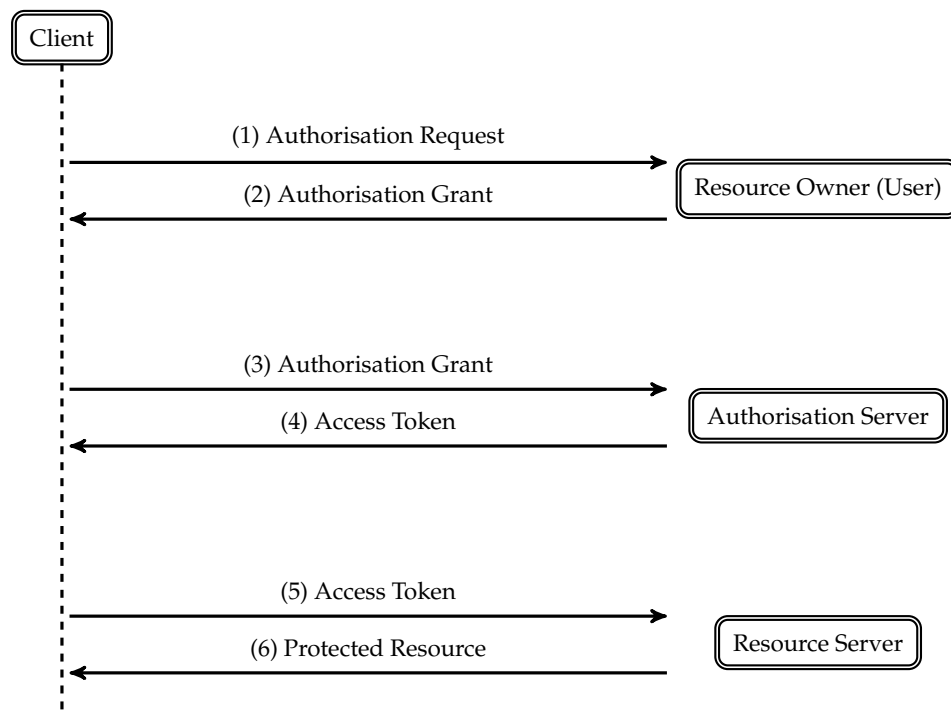 Client
(1) Authorisation Request
Resource Owner (User)
(2) Authorisation Grant
(3) Authorisation Grant
Authorisation Server
(4) Access Token
(5) Access Token
Resource Server
(6) Protected Resource